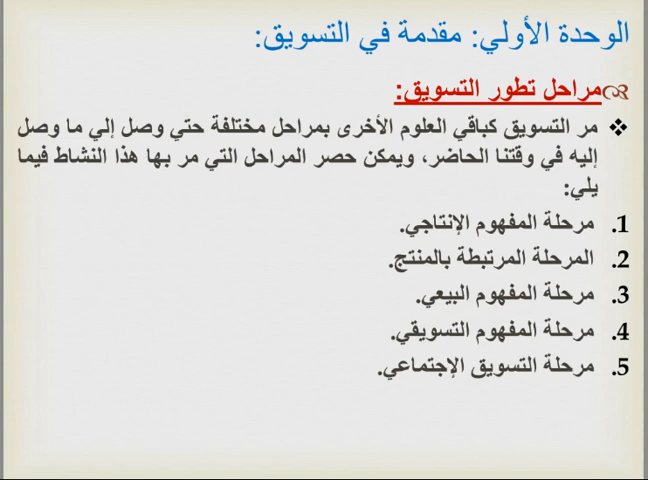 الوحدة الأولي: مقدمة في التسويق:
مراحل تطور التسويق:
❖ مر التسويق كباقي العلوم الأخرى بمراحل مختلفة حتي وصل إلي ما وصل
إليه في وقتنا الحاضر، ويمكن حصر المراحل التي مر بها هذا النشاط فيما
يلي:
1. مرحلة المفهوم الإنتاجي.
2. المرحلة المرتبطة بالمنتج.
3. مرحلة المفهوم البيعي.
4. مرحلة المفهوم التسويقي.
5. مرحلة التسويق الإجتماعي.